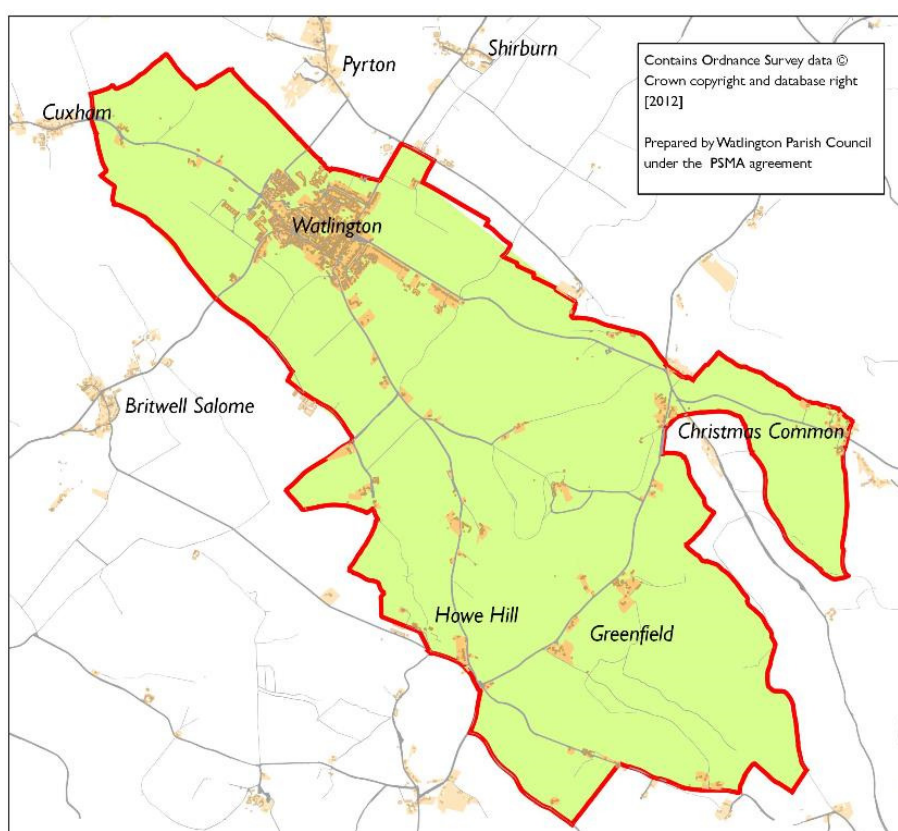 Shirburn
Pyrton
Contains Ordnance Survey data ©
Crown copyright and database right
[2012]
Prepared by Watlington Parish Council
under the PSMA agreement
Cuxham
Watlington
Britwell Salome
Christmas Common
Howe Hill
Greenfield